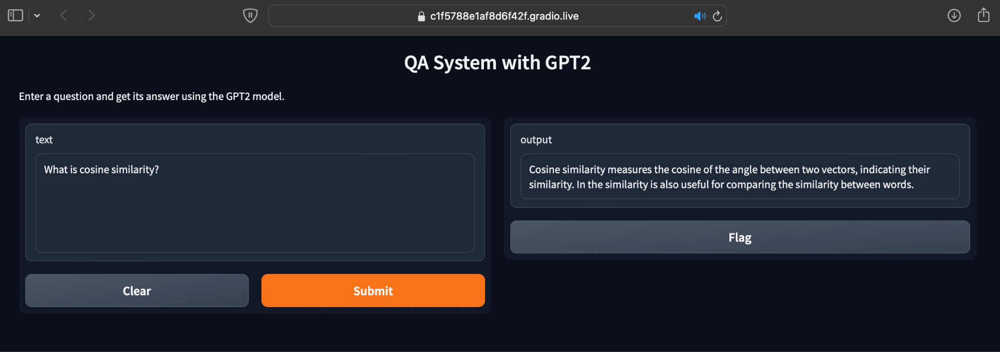 c1f5788e1af8d6f42f.gradio.live
QA System with GPT2
Enter a question and get its answer using the GPT2 model.
text
What is cosine similarity?
Clear
Submit
output
Cosine similarity measures the cosine of the angle between two vectors, indicating their
similarity. In the similarity is also useful for comparing the similarity between words.
Flag